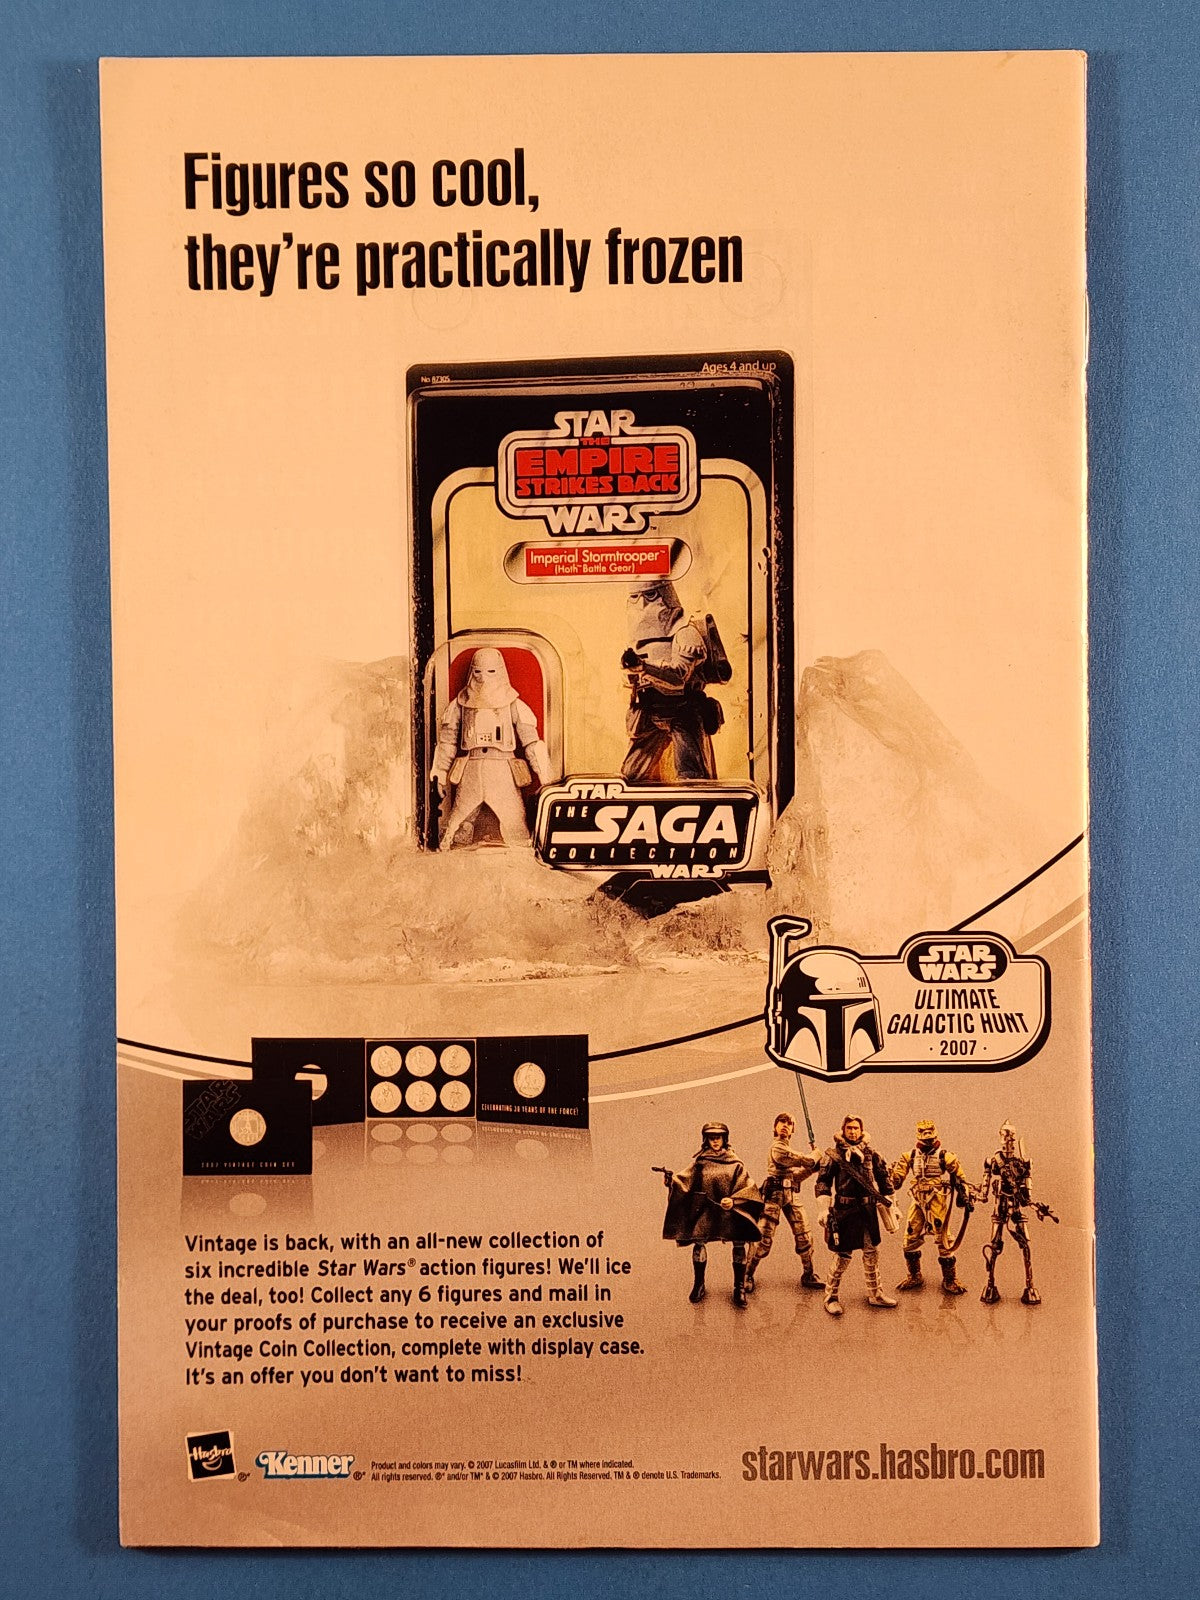 Figures so cool,
they're practically frozen
No 87305
Ages 4 and up
STAR
THE
EMPIRE
STRIKES BACK
WARS™
Imperial Stormtrooper™
(Hoth™ Battle Gear)
STAR
THE
SAGA
COLLECTION
WARS
STAR
WARS
ULTIMATE
GALACTIC HUNT
· 2007 ·
CELEBRATING 30 YEARS OF THE FORCE!
STAR
WARS
2007 VINTAGE COIN SET
Vintage is back, with an all-new collection of
six incredible Star Wars® action figures! We'll ice
the deal, too! Collect any 6 figures and mail in
your proofs of purchase to receive an exclusive
Vintage Coin Collection, complete with display case.
It's an offer you don't want to miss!
Hasbro
®*
Kenner
®*
Product and colors may vary. © 2007 Lucasfilm Ltd. & ® or TM where indicated.
All rights reserved. ®* and/or TM* & © 2007 Hasbro. All Rights Reserved. TM & ® denote U.S. Trademarks.
starwars.hasbro.com